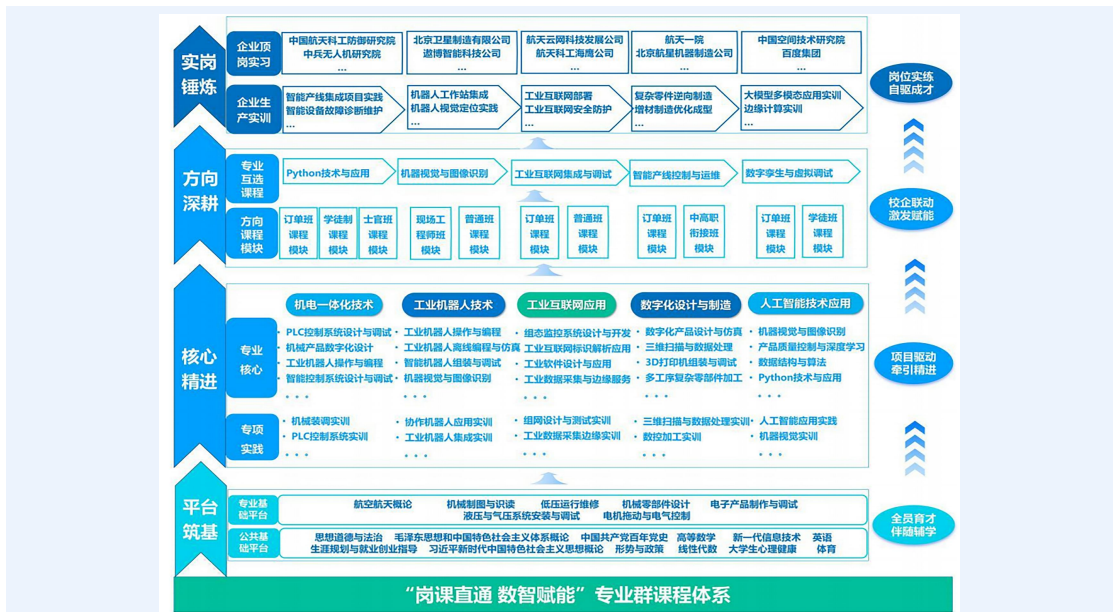 实岗
锤炼
企业顶
岗实习
中国航天科工防御研究院
中兵无人机研究院
...
北京卫星制造有限公司
遨博智能科技公司
...
航天云网科技发展公司
航天科工海鹰公司
...
航天一院
北京航星机器制造公司
...
中国空间技术研究院
百度集团
...
企业生
产实训
智能产线集成项目实践
智能设备故障诊断维护
...
机器人工作站集成
机器人视觉定位实践
...
工业互联网部署
工业互联网安全防护
...
复杂零件逆向制造
增材制造优化成型
...
大模型多模态应用实训
边缘计算实训
...
岗位实练
自驱成才
方向
深耕
专业
互选
课程
Python技术与应用
机器视觉与图像识别
工业互联网集成与调试
智能产线控制与运维
数字孪生与虚拟调试
方向
课程
模块
订单班
课程
模块
学徒制
课程
模块
士官班
课程
模块
现场工
程师班
模块
普通班
课程
模块
订单班
课程
模块
普通班
课程
模块
订单班
课程
模块
中高职
衔接班
模块
订单班
课程
模块
学徒班
课程
模块
校企联动
激发赋能
核心
精进
机电一体化技术
工业机器人技术
工业互联网应用
数字化设计与制造
人工智能技术应用
专业
核心
· PLC控制系统设计与调试
· 机械产品数字化设计
· 工业机器人操作与编程
· 智能控制系统设计与调试
· · ·
· 工业机器人操作与编程
· 工业机器人离线编程与仿真
· 智能机器人组装与调试
· 机器视觉与图像识别
· · ·
· 组态监控系统设计与开发
· 工业互联网标识解析应用
· 工业软件设计与应用
· 工业数据采集与边缘服务
· · ·
· 数字化产品设计与仿真
· 三维扫描与数据处理
· 3D打印机组装与调试
· 多工序复杂零部件加工
· · ·
· 机器视觉与图像识别
· 产品质量控制与深度学习
· 数据结构与算法
· Python技术与应用
· · ·
专项
实践
· 机械装调实训
· PLC控制系统实训
· · ·
· 协作机器人应用实训
· 工业机器人集成实训
· · ·
· 组网设计与测试实训
· 工业数据采集边缘实训
· · ·
· 三维扫描与数据处理实训
· 数控加工实训
· · ·
· 人工智能应用实践
· 机器视觉实训
· · ·
项目驱动
牵引精进
平台
筑基
专业基
础平台
航空航天概论 机械制图与识读 低压运行维修 机械零部件设计 电子产品制作与调试
液压与气压系统安装与调试 电机拖动与电气控制
公共基
础平台
思想道德与法治 毛泽东思想和中国特色社会主义体系概论 中国共产党百年党史 高等数学 新一代信息技术 英语
生涯规划与就业创业指导 习近平新时代中国特色社会主义思想概论 形势与政策 线性代数 大学生心理健康 体育
全员育才
伴随辅学
“岗课直通 数智赋能”专业群课程体系